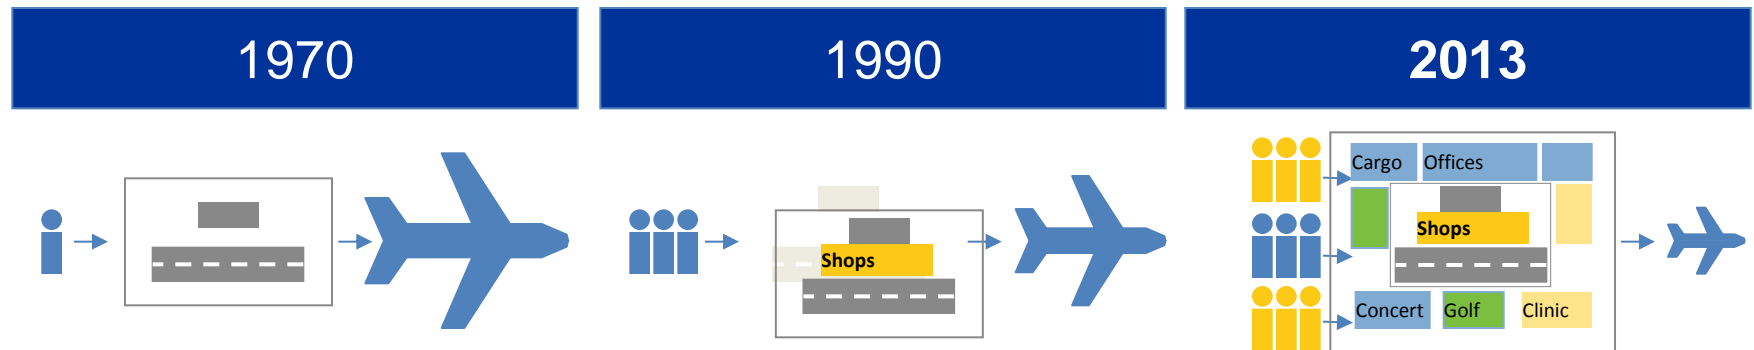 1970
1990
2013
Shops
Cargo
Offices
Shops
Concert
Golf
Clinic